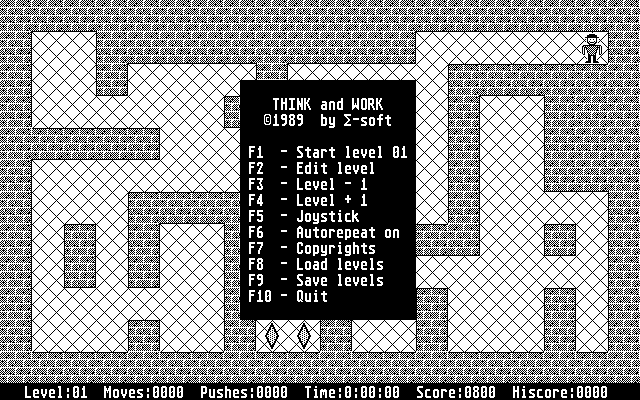 THINK and WORK
©1989 by Σ-soft
F1 - Start level 01
F2 - Edit level
F3 - Level - 1
F4 - Level + 1
F5 - Joystick
F6 - Autorepeat on
F7 - Copyrights
F8 - Load levels
F9 - Save levels
F10 - Quit
Level:01 Moves:0000 Pushes:0000 Time:0:00:00 Score:0800 Hiscore:0000